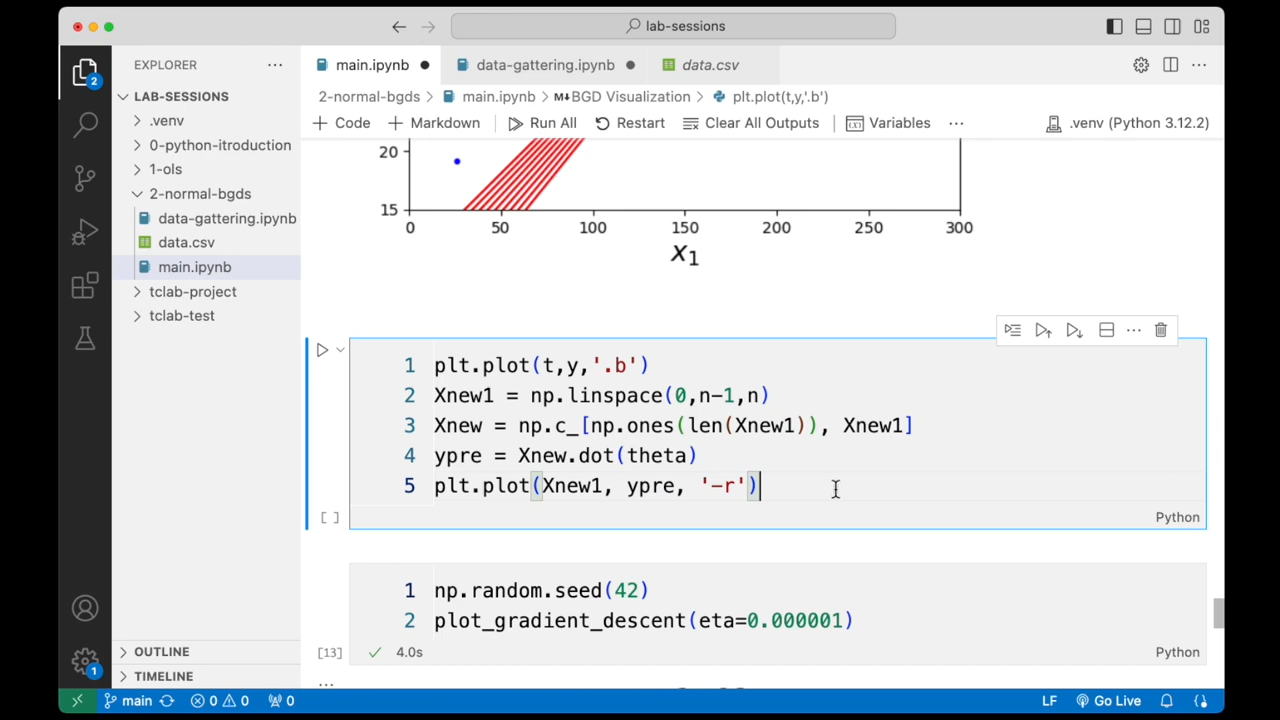 lab-sessions
EXPLORER
main.ipynb
data-gattering.ipynb
data.csv
LAB-SESSIONS
2-normal-bgds > main.ipynb > M↓BGD Visualization > plt.plot(t,y,'.b')
.venv
Code
Markdown
Run All
Restart
Clear All Outputs
Variables
.venv (Python 3.12.2)
0-python-itroduction
1-ols
2-normal-bgds
data-gattering.ipynb
data.csv
main.ipynb
tclab-project
tclab-test
20
15
0 50 100 150 200 250 300
x1
1 plt.plot(t,y,'.b')
2 Xnew1 = np.linspace(0,n-1,n)
3 Xnew = np.c_[np.ones(len(Xnew1)), Xnew1]
4 ypre = Xnew.dot(theta)
5 plt.plot(Xnew1, ypre, '-r')
[ ]
Python
1 np.random.seed(42)
2 plot_gradient_descent(eta=0.000001)
[13] 4.0s
Python
OUTLINE
TIMELINE
2
1
main
0 0
0
LF
Go Live